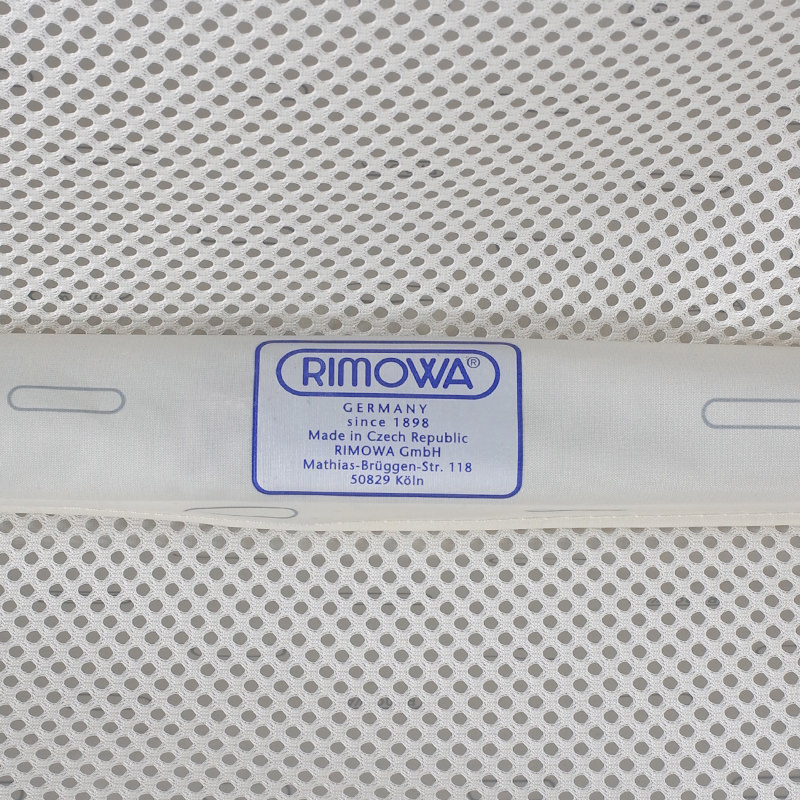 RIMOWA®
GERMANY
since 1898
Made in Czech Republic
RIMOWA GmbH
Mathias-Brüggen-Str. 118
50829 Köln